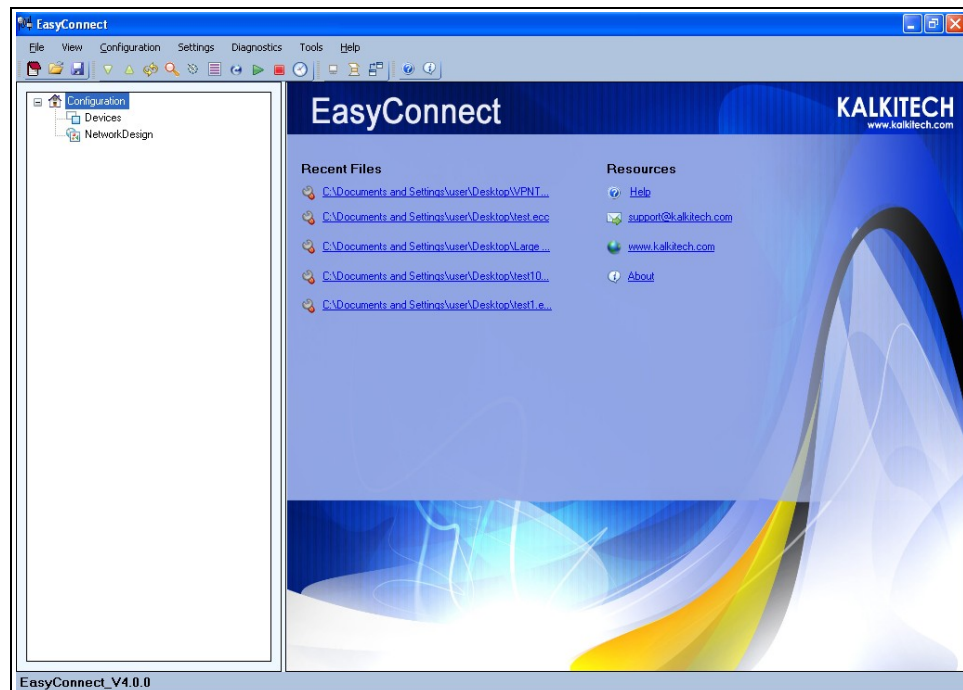 EasyConnect
File View Configuration Settings Diagnostics Tools Help
Configuration
Devices
NetworkDesign
EasyConnect
KALKITECH
www.kalkitech.com
Recent Files
C:\Documents and Settings\user\Desktop\VPNT...
C:\Documents and Settings\user\Desktop\test.ecc
C:\Documents and Settings\user\Desktop\Large ...
C:\Documents and Settings\user\Desktop\test10...
C:\Documents and Settings\user\Desktop\test1.e...
Resources
Help
support@kalkitech.com
www.kalkitech.com
About
EasyConnect_V4.0.0